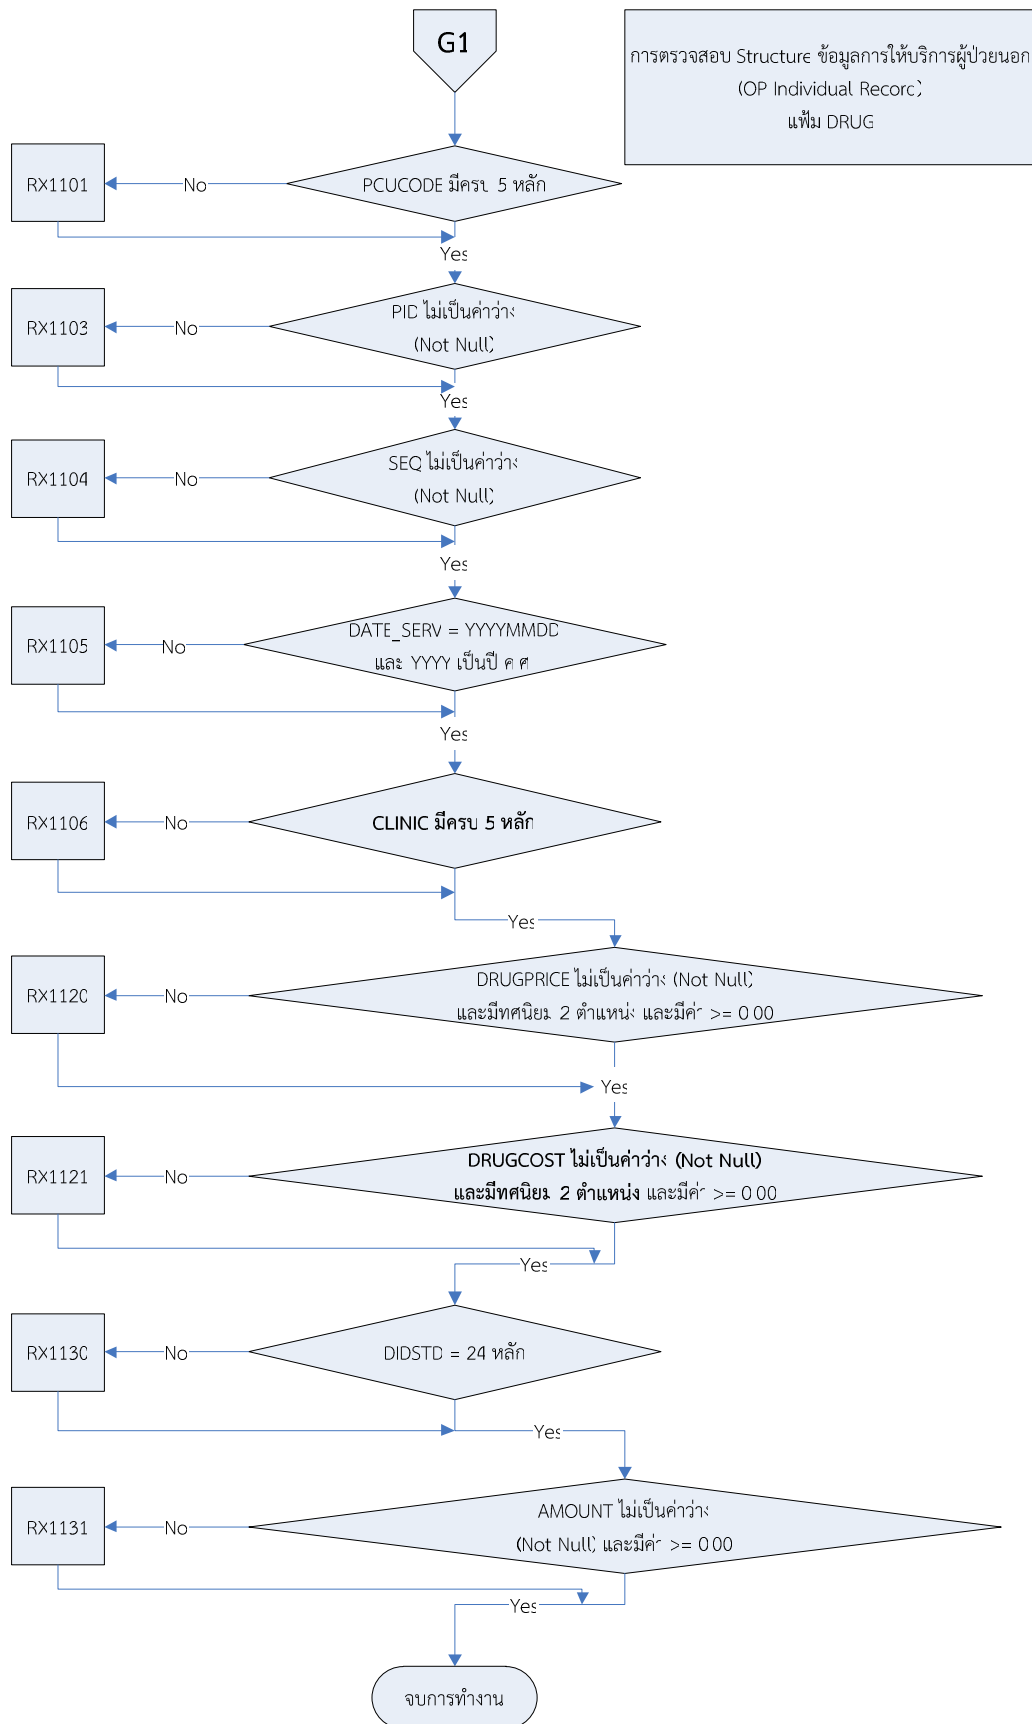 G1
การตรวจสอบ Structure ข้อมูลการให้บริการผู้ป่วยนอก
(OP Individual Record)
แฟ้ม DRUG
PCUCODE มีครบ 5 หลัก
No
RX1101
Yes
PID ไม่เป็นค่าว่าง
(Not Null)
No
RX1103
Yes
SEQ ไม่เป็นค่าว่าง
(Not Null)
No
RX1104
Yes
DATE_SERV = YYYYMMDD
และ YYYY เป็นปี ค ศ
No
RX1105
Yes
CLINIC มีครบ 5 หลัก
No
RX1106
Yes
DRUGPRICE ไม่เป็นค่าว่าง (Not Null)
และมีทศนิยม 2 ตำแหน่ง และมีค่า >= 0.00
No
RX1120
Yes
DRUGCOST ไม่เป็นค่าว่าง (Not Null)
และมีทศนิยม 2 ตำแหน่ง และมีค่า >= 0.00
No
RX1121
Yes
DIDSTD = 24 หลัก
No
RX1130
Yes
AMOUNT ไม่เป็นค่าว่าง
(Not Null) และมีค่า >= 0.00
No
RX1131
Yes
จบการทำงาน